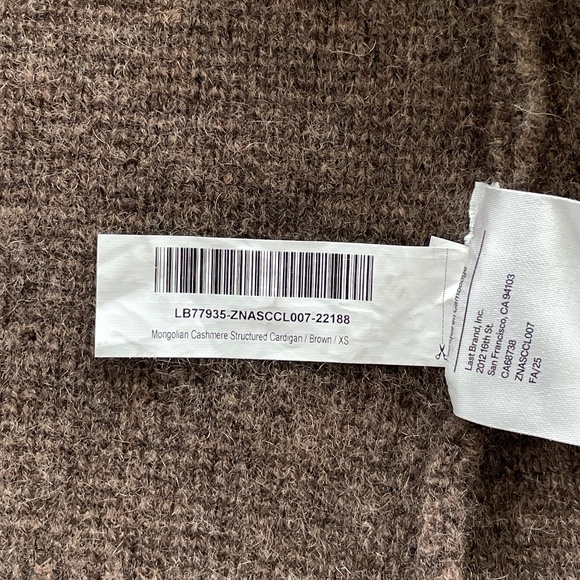 LB77935-ZNASCCL007-22188
Mongolian Cashmere Structured Cardigan / Brown / XS
Last Brand, Inc.
2012 16th St.
San Francisco, CA 94103
CA68738
ZNASCCL007
FA/25